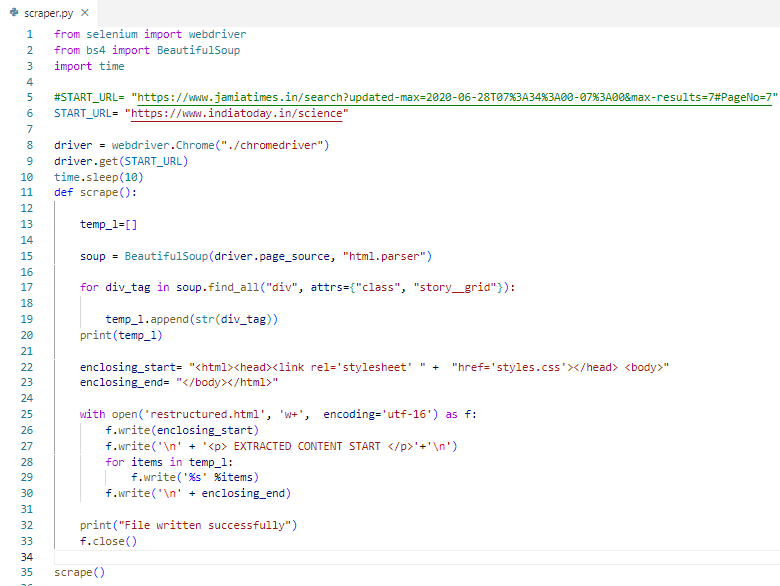 scraper.py ×
1 from selenium import webdriver
2 from bs4 import BeautifulSoup
3 import time
4
5 #START_URL= "https://www.jamiatimes.in/search?updated-max=2020-06-28T07%3A34%3A00-07%3A00&max-results=7#PageNo=7"
6 START_URL= "https://www.indiatoday.in/science"
7
8 driver = webdriver.Chrome("./chromedriver")
9 driver.get(START_URL)
10 time.sleep(10)
11 def scrape():
12
13     temp_l=[]
14
15     soup = BeautifulSoup(driver.page_source, "html.parser")
16
17     for div_tag in soup.find_all("div", attrs={"class", "story__grid"}):
18
19         temp_l.append(str(div_tag))
20     print(temp_l)
21
22     enclosing_start= "<html><head><link rel='stylesheet' " +  "href='styles.css'></head> <body>"
23     enclosing_end= "</body></html>"
24
25     with open('restructured.html', 'w+',  encoding='utf-16') as f:
26         f.write(enclosing_start)
27         f.write('\n' + '<p> EXTRACTED CONTENT START </p>'+'\n')
28         for items in temp_l:
29             f.write('%s' %items)
30         f.write('\n' + enclosing_end)
31
32     print("File written successfully")
33     f.close()
34
35 scrape()